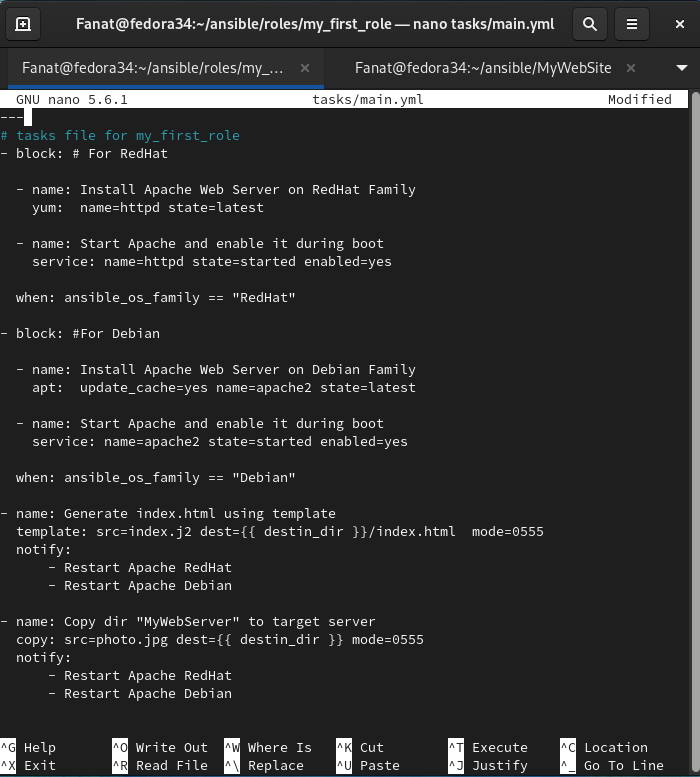 Fanat@fedora34:~/ansible/roles/my_first_role — nano tasks/main.yml
Fanat@fedora34:~/ansible/roles/my_... × Fanat@fedora34:~/ansible/MyWebSite ×
GNU nano 5.6.1 tasks/main.yml Modified
---
# tasks file for my_first_role
- block: # For RedHat
  - name: Install Apache Web Server on RedHat Family
    yum:  name=httpd state=latest
  - name: Start Apache and enable it during boot
    service: name=httpd state=started enabled=yes
  when: ansible_os_family == "RedHat"
- block: #For Debian
  - name: Install Apache Web Server on Debian Family
    apt:  update_cache=yes name=apache2 state=latest
  - name: Start Apache and enable it during boot
    service: name=apache2 state=started enabled=yes
  when: ansible_os_family == "Debian"
- name: Generate index.html using template
  template: src=index.j2 dest={{ destin_dir }}/index.html  mode=0555
  notify:
      - Restart Apache RedHat
      - Restart Apache Debian
- name: Copy dir "MyWebServer" to target server
  copy: src=photo.jpg dest={{ destin_dir }} mode=0555
  notify:
      - Restart Apache RedHat
      - Restart Apache Debian
^G Help ^O Write Out ^W Where Is ^K Cut ^T Execute ^C Location
^X Exit ^R Read File ^\ Replace ^U Paste ^J Justify ^_ Go To Line